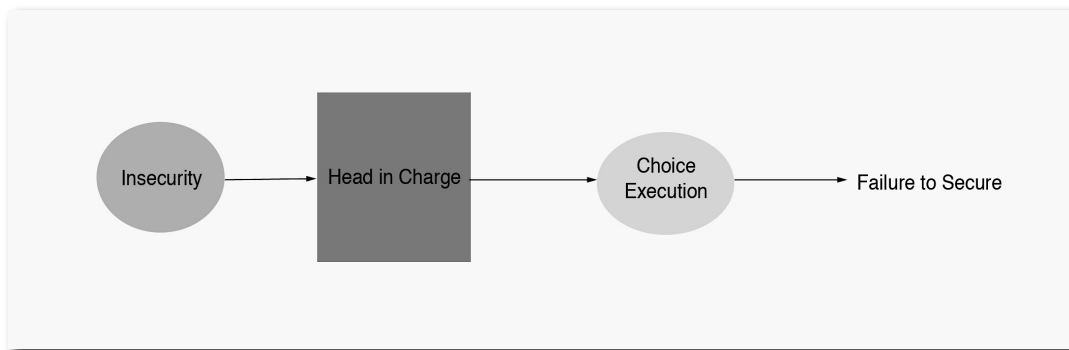 Insecurity
Head in Charge
Choice
Execution
Failure to Secure